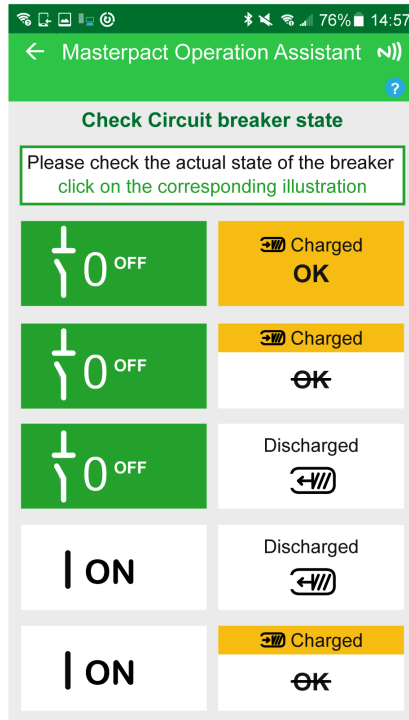 76% 14:57
Masterpact Operation Assistant
?
Check Circuit breaker state
Please check the actual state of the breaker
click on the corresponding illustration
0 OFF
Charged
OK
0 OFF
Charged
OK
0 OFF
Discharged
| ON
Discharged
| ON
Charged
OK